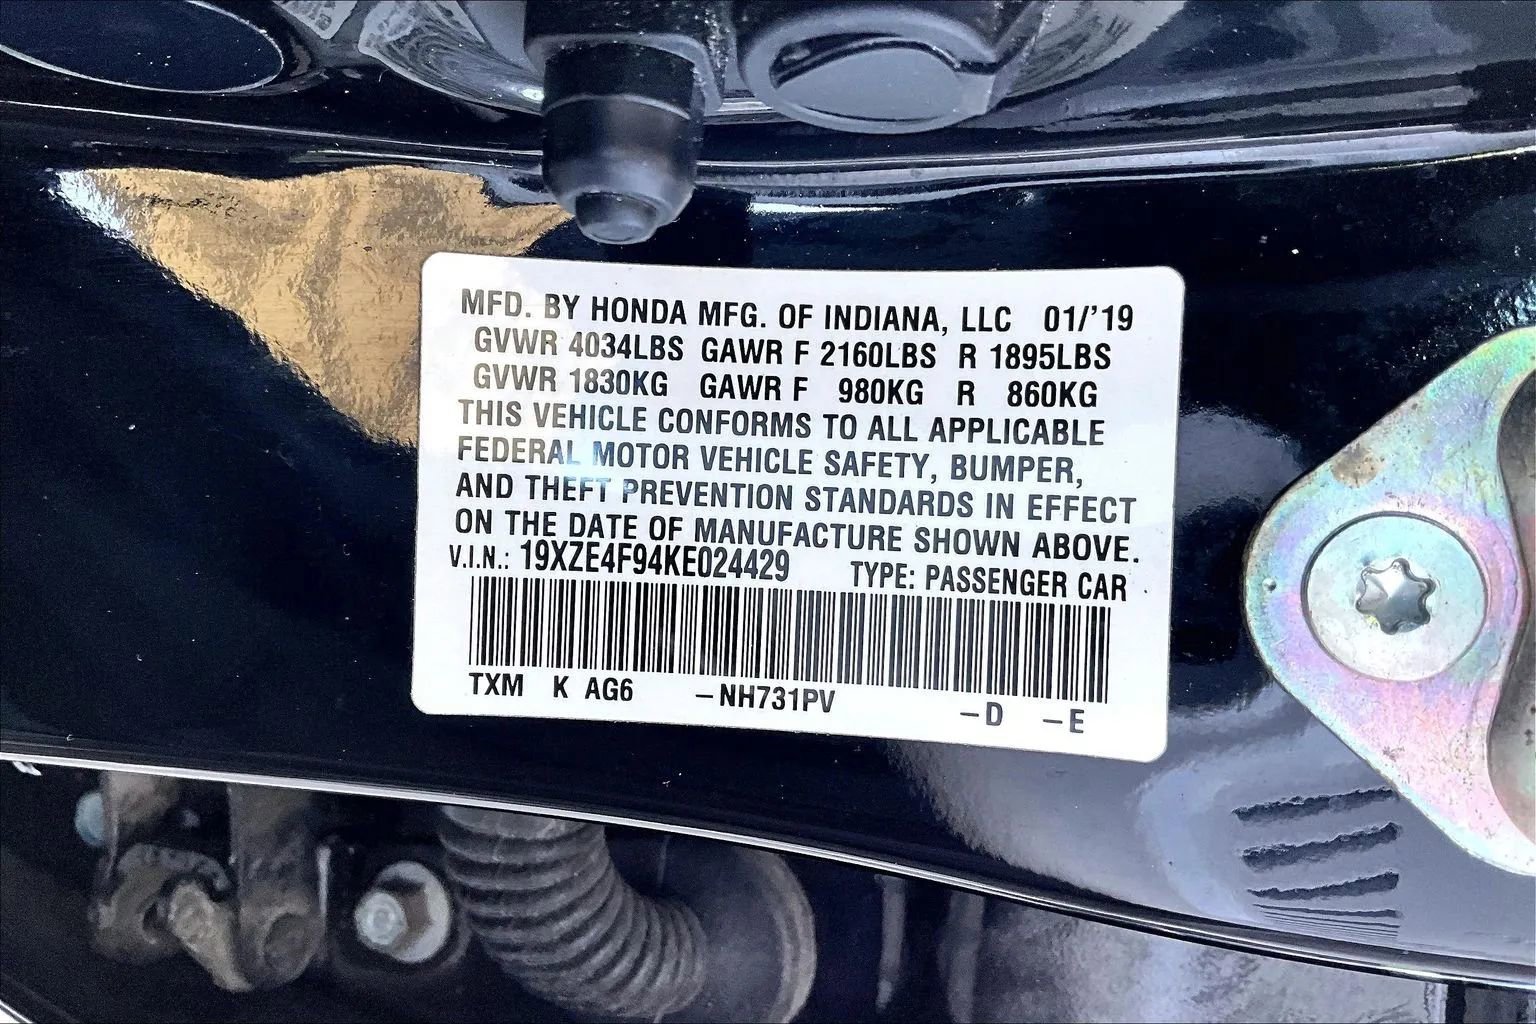 MFD. BY HONDA MFG. OF INDIANA, LLC 01/'19
GVWR 4034LBS GAWR F 2160LBS R 1895LBS
GVWR 1830KG GAWR F 980KG R 860KG
THIS VEHICLE CONFORMS TO ALL APPLICABLE
FEDERAL MOTOR VEHICLE SAFETY, BUMPER,
AND THEFT PREVENTION STANDARDS IN EFFECT
ON THE DATE OF MANUFACTURE SHOWN ABOVE.
V.I.N.: 19XZE4F94KE024429 TYPE: PASSENGER CAR
TXM K AG6 –NH731PV –D –E